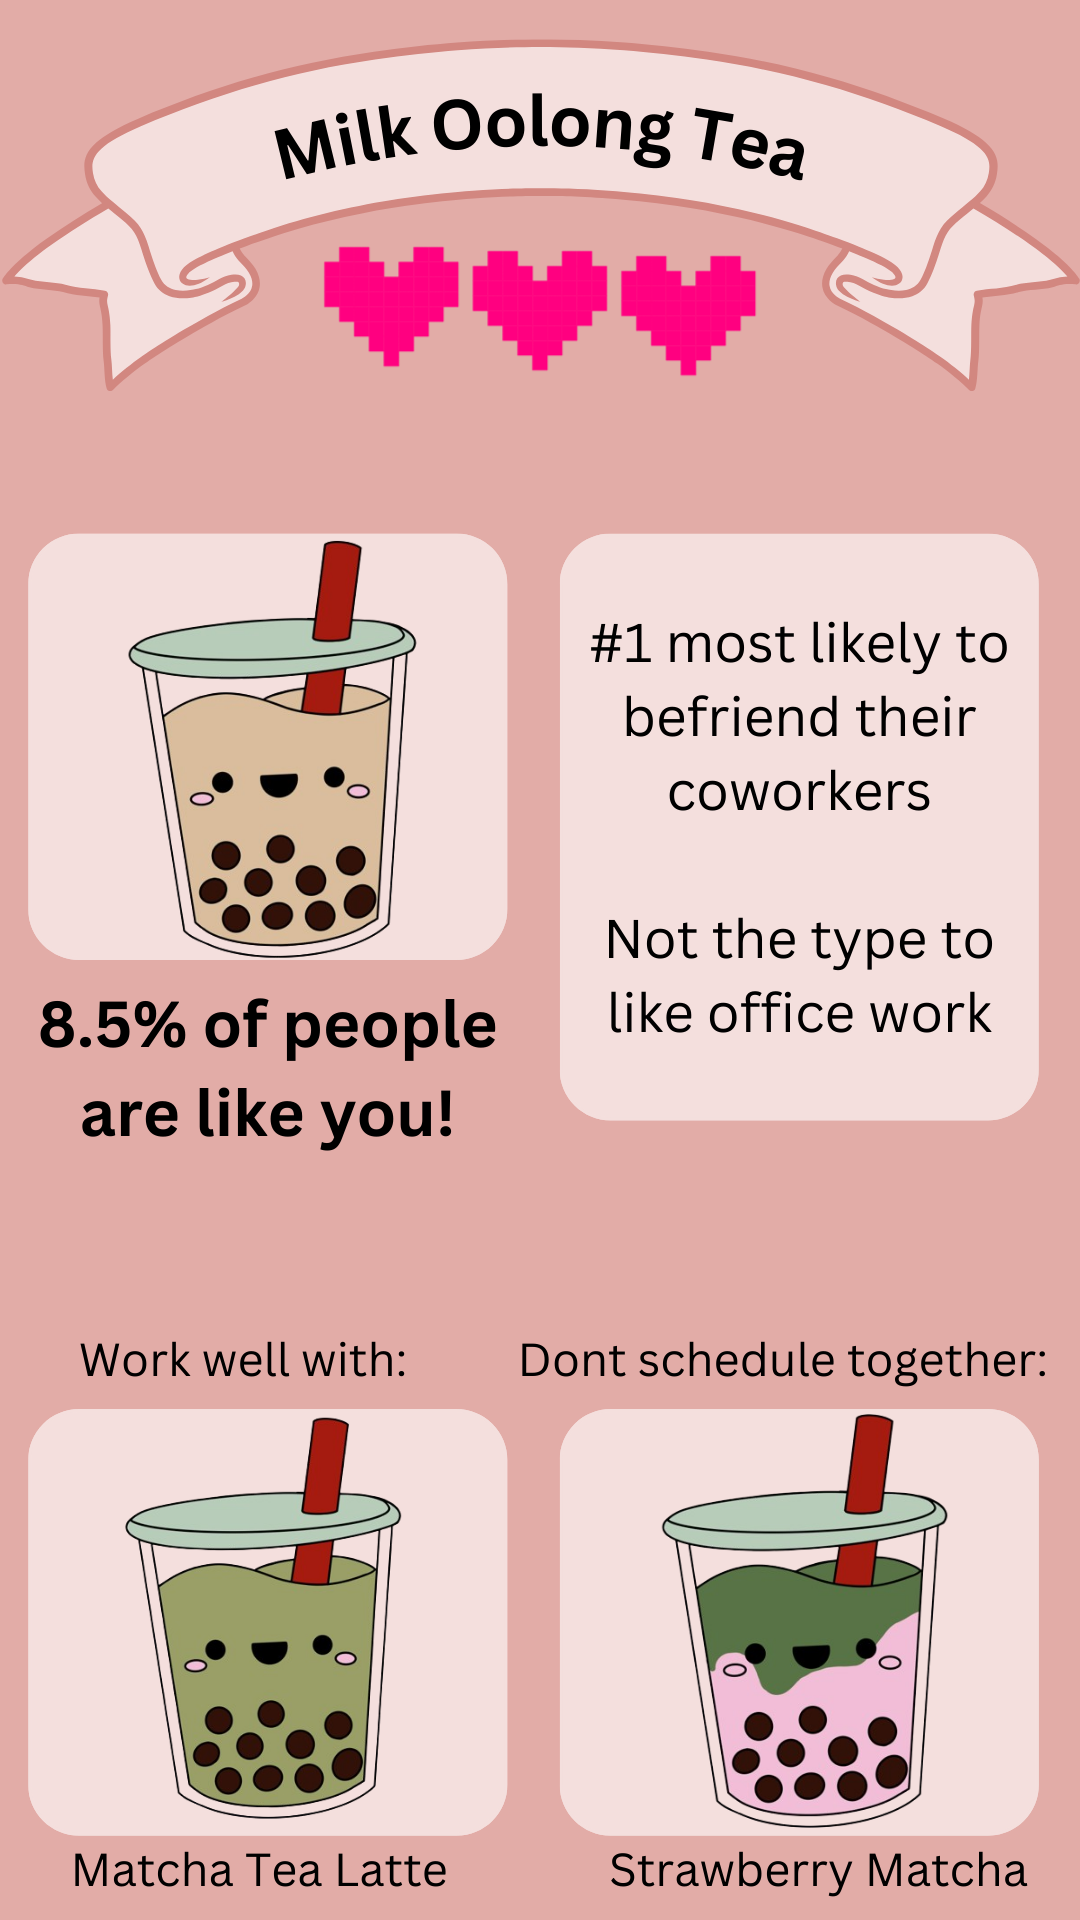 Milk Oolong Tea
#1 most likely to
befriend their
coworkers
Not the type to
like office work
8.5% of people
are like you!
Work well with:
Dont schedule together:
Matcha Tea Latte
Strawberry Matcha